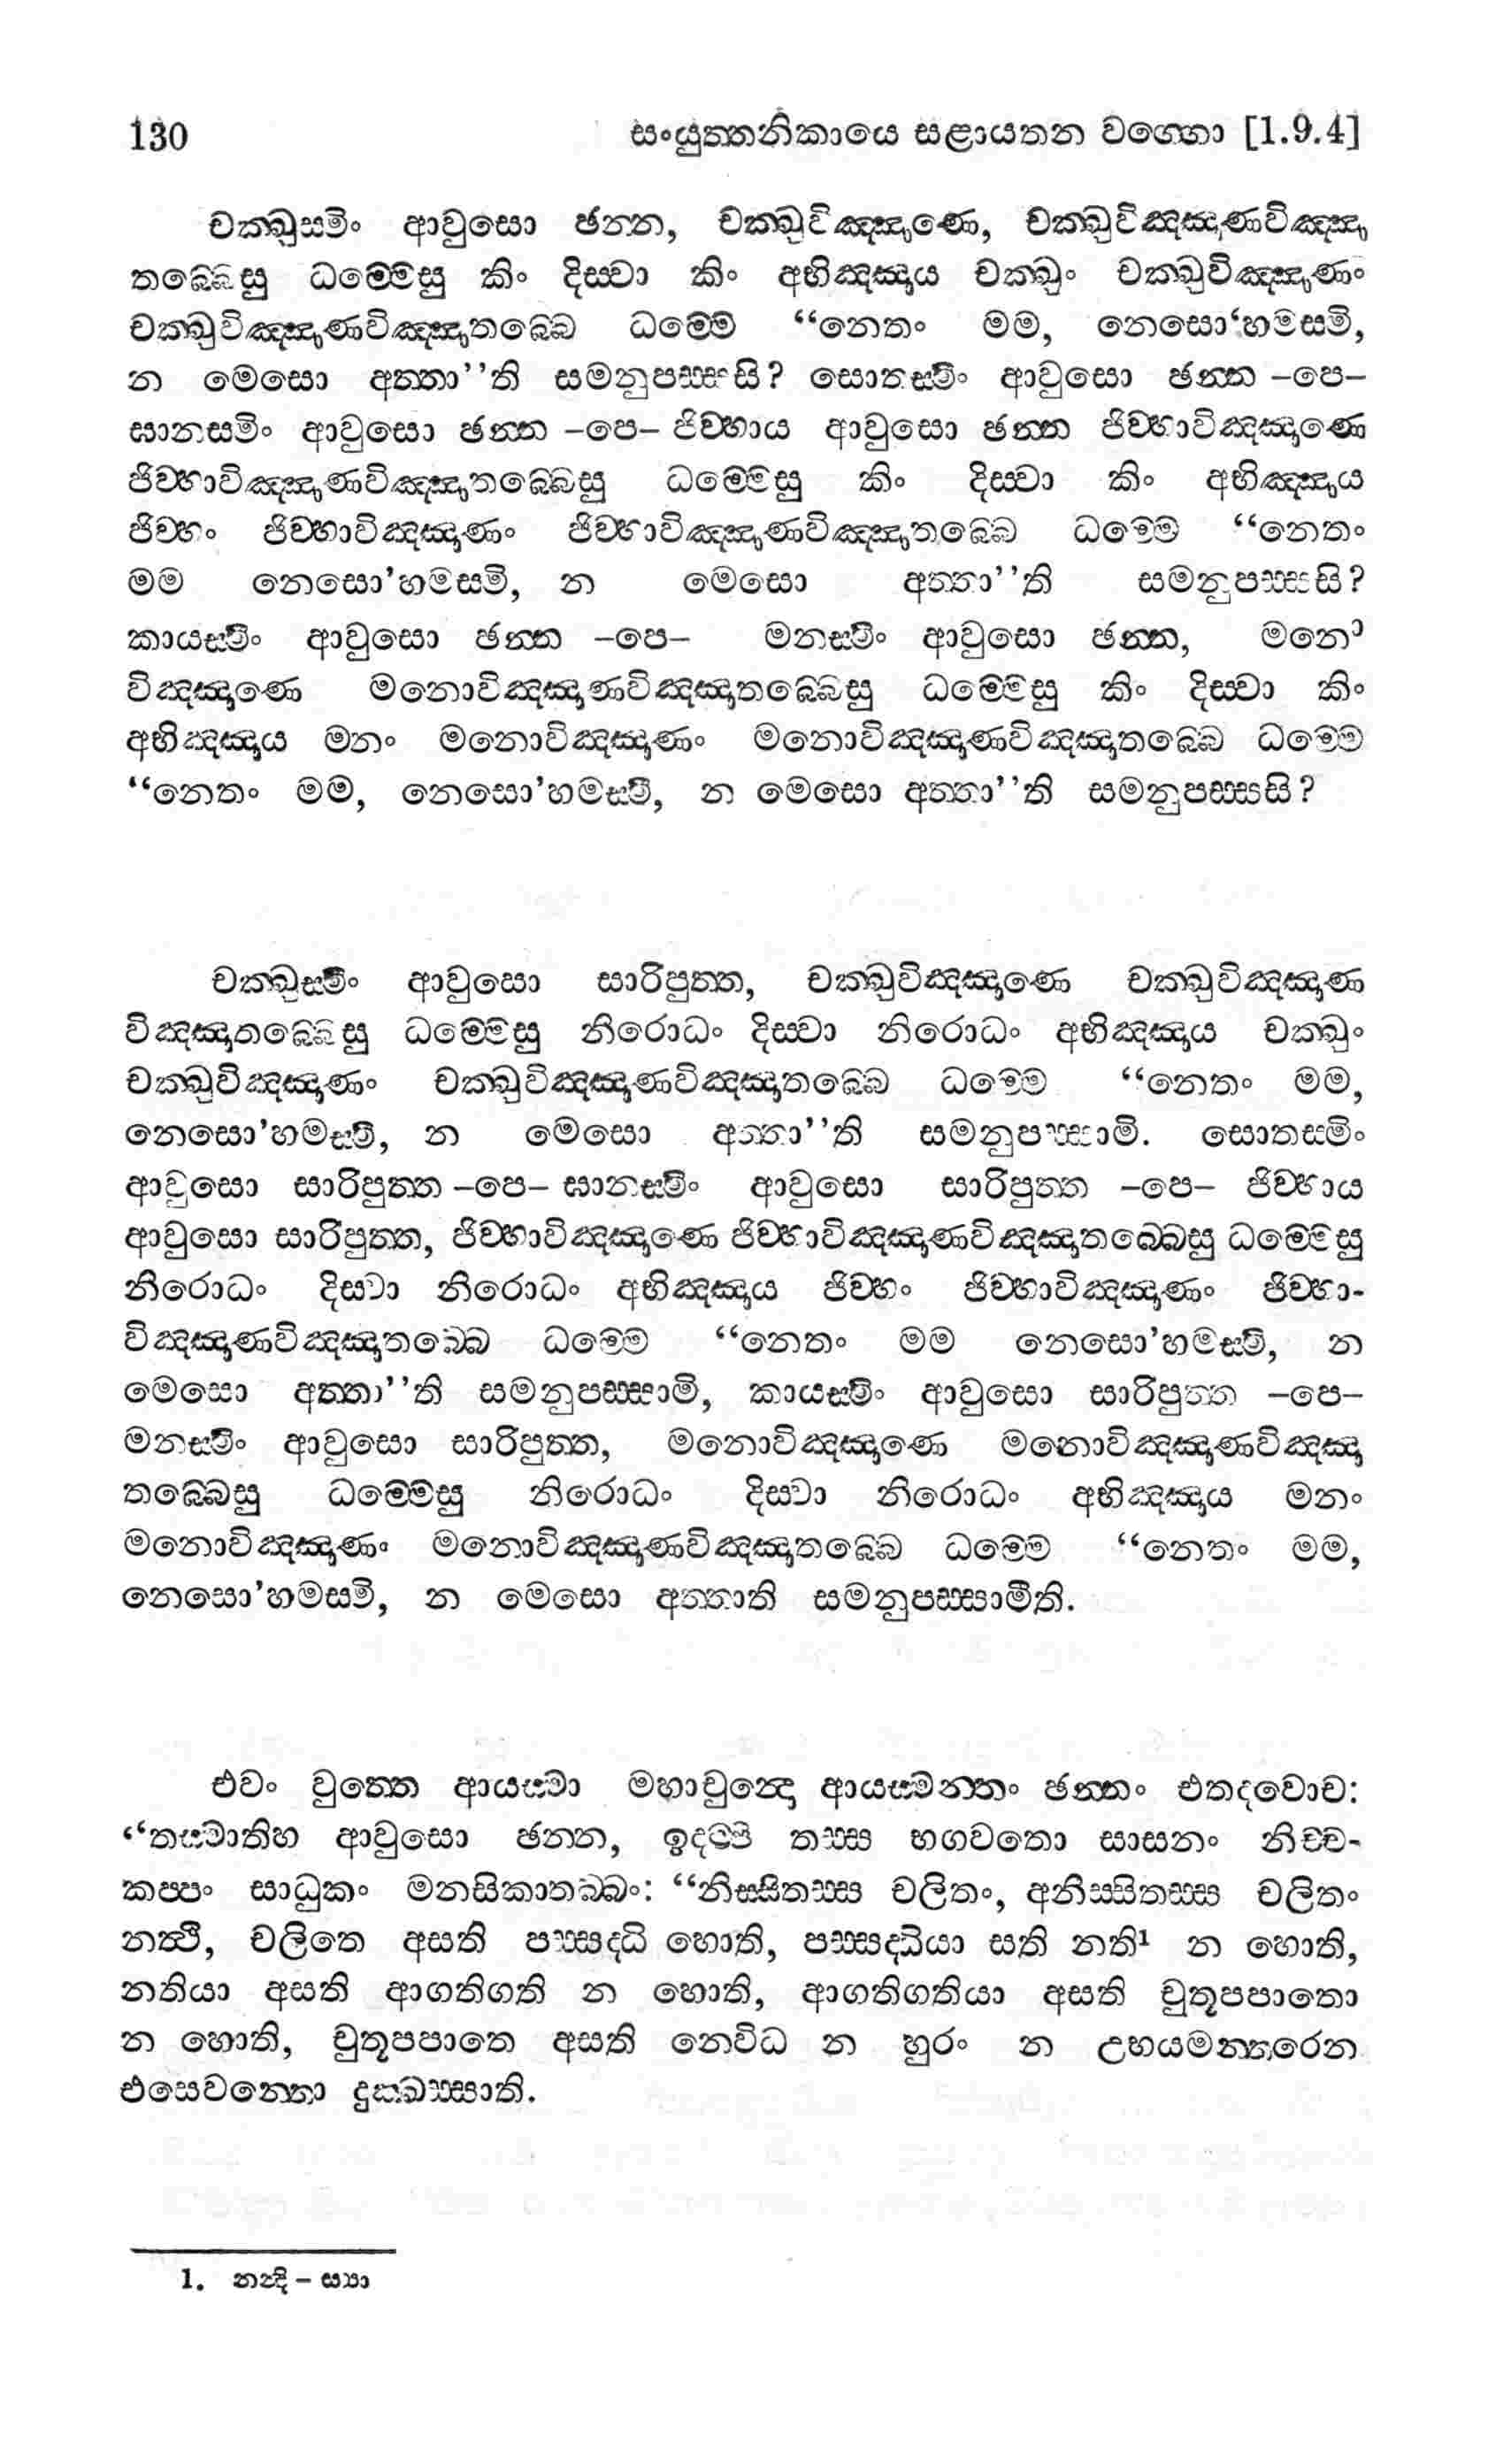 130 සංයුත්තනිකායෙ සළායතන වග්ගො [1.9.4]
චක්ඛුස්මිං ආවුසො ඡන්න, චක්ඛුවිඤ්ඤාණෙ, චක්ඛුවිඤ්ඤාණවිඤ්ඤා
තබ්බෙසු ධම්මෙසු කිං දිස්වා කිං අභිඤ්ඤාය චක්ඛුං චක්ඛුවිඤ්ඤාණං
චක්ඛුවිඤ්ඤාණවිඤ්ඤාතබ්බෙ ධම්මෙ “නෙතං මම, නෙසො‘හමස්මි,
න මෙසො අත්තා’’ති සමනුපස්සසි? සොතස්මිං ආවුසො ඡන්න –පෙ–
ඝානස්මිං ආවුසො ඡන්න –පෙ– ජිව්හාය ආවුසො ඡන්න ජිව්හාවිඤ්ඤාණෙ
ජිව්හාවිඤ්ඤාණවිඤ්ඤාතබ්බෙසු ධම්මෙසු කිං දිස්වා කිං අභිඤ්ඤාය
ජිව්හං ජිව්හාවිඤ්ඤාණං ජිව්හාවිඤ්ඤාණවිඤ්ඤාතබ්බෙ ධම්මෙ “නෙතං
මම නෙසො’හමස්මි, න මෙසො අත්තා’’ති සමනුපස්සසි?
කායස්මිං ආවුසො ඡන්න –පෙ– මනස්මිං ආවුසො ඡන්න, මනො
විඤ්ඤාණෙ මනොවිඤ්ඤාණවිඤ්ඤාතබ්බෙසු ධම්මෙසු කිං දිස්වා කිං
අභිඤ්ඤාය මනං මනොවිඤ්ඤාණං මනොවිඤ්ඤාණවිඤ්ඤාතබ්බෙ ධම්මෙ
“නෙතං මම, නෙසො’හමස්මි, න මෙසො අත්තා’’ති සමනුපස්සසි?
චක්ඛුස්මිං ආවුසො සාරිපුත්ත, චක්ඛුවිඤ්ඤාණෙ චක්ඛුවිඤ්ඤාණ
විඤ්ඤාතබ්බෙසු ධම්මෙසු නිරොධං දිස්වා නිරොධං අභිඤ්ඤාය චක්ඛුං
චක්ඛුවිඤ්ඤාණං චක්ඛුවිඤ්ඤාණවිඤ්ඤාතබ්බෙ ධම්මෙ “නෙතං මම,
නෙසො’හමස්මි, න මෙසො අත්තා’’ති සමනුපස්සාමි. සොතස්මිං
ආවුසො සාරිපුත්ත –පෙ– ඝානස්මිං ආවුසො සාරිපුත්ත –පෙ– ජිව්හාය
ආවුසො සාරිපුත්ත, ජිව්හාවිඤ්ඤාණෙ ජිව්හාවිඤ්ඤාණවිඤ්ඤාතබ්බෙසු ධම්මෙසු
නිරොධං දිස්වා නිරොධං අභිඤ්ඤාය ජිව්හං ජිව්හාවිඤ්ඤාණං ජිව්හා-
විඤ්ඤාණවිඤ්ඤාතබ්බෙ ධම්මෙ “නෙතං මම නෙසො’හමස්මි, න
මෙසො අත්තා’’ති සමනුපස්සාමි, කායස්මිං ආවුසො සාරිපුත්ත –පෙ–
මනස්මිං ආවුසො සාරිපුත්ත, මනොවිඤ්ඤාණෙ මනොවිඤ්ඤාණවිඤ්ඤා
තබ්බෙසු ධම්මෙසු නිරොධං දිස්වා නිරොධං අභිඤ්ඤාය මනං
මනොවිඤ්ඤාණං මනොවිඤ්ඤාණවිඤ්ඤාතබ්බෙ ධම්මෙ “නෙතං මම,
නෙසො’හමස්මි, න මෙසො අත්තාති සමනුපස්සාමීති.
එවං වුත්තෙ ආයස්මා මහාචුන්දො ආයස්මන්තං ඡන්නං එතදවොච:
“තස්මාතිහ ආවුසො ඡන්න, ඉදම්පි තස්ස භගවතො සාසනං නිච්ච-
කප්පං සාධුකං මනසිකාතබ්බං: “නිස්සිතස්ස චලිතං, අනිස්සිතස්ස චලිතං
නත්ථි, චලිතෙ අසති පස්සද්ධි හොති, පස්සද්ධියා සති නති¹ න හොති,
නතියා අසති ආගතිගති න හොති, ආගතිගතියා අසති චුතූපපාතො
න හොති, චුතූපපාතෙ අසති නෙවිධ න හුරං න උභයමන්තරෙන
එසෙවන්තො දුක්ඛස්සාති.
1. නන්දි – ස්‍යා